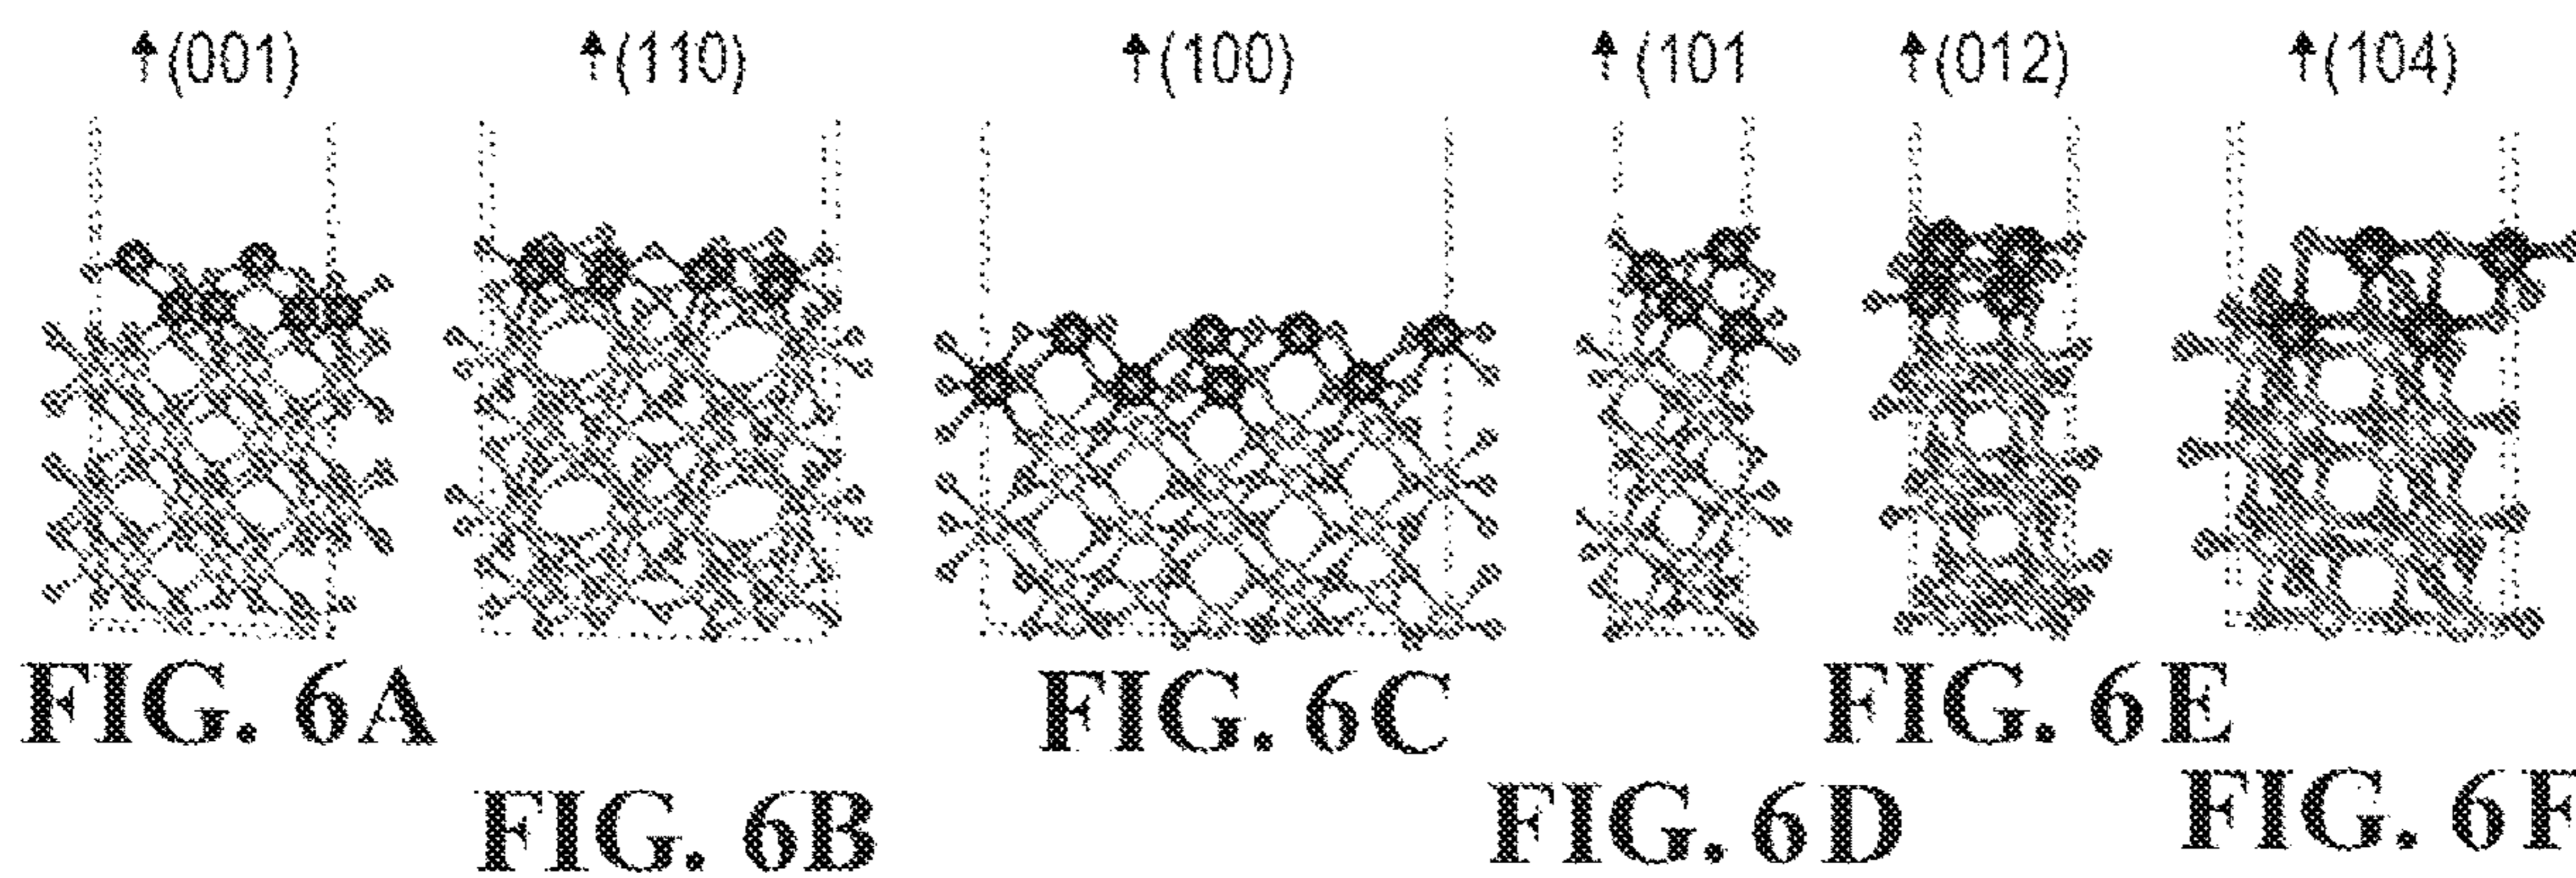 ↑(001)
↑(110)
↑(100)
↑(101
↑(012)
↑(104)
FIG. 6A
FIG. 6B
FIG. 6C
FIG. 6D
FIG. 6E
FIG. 6F